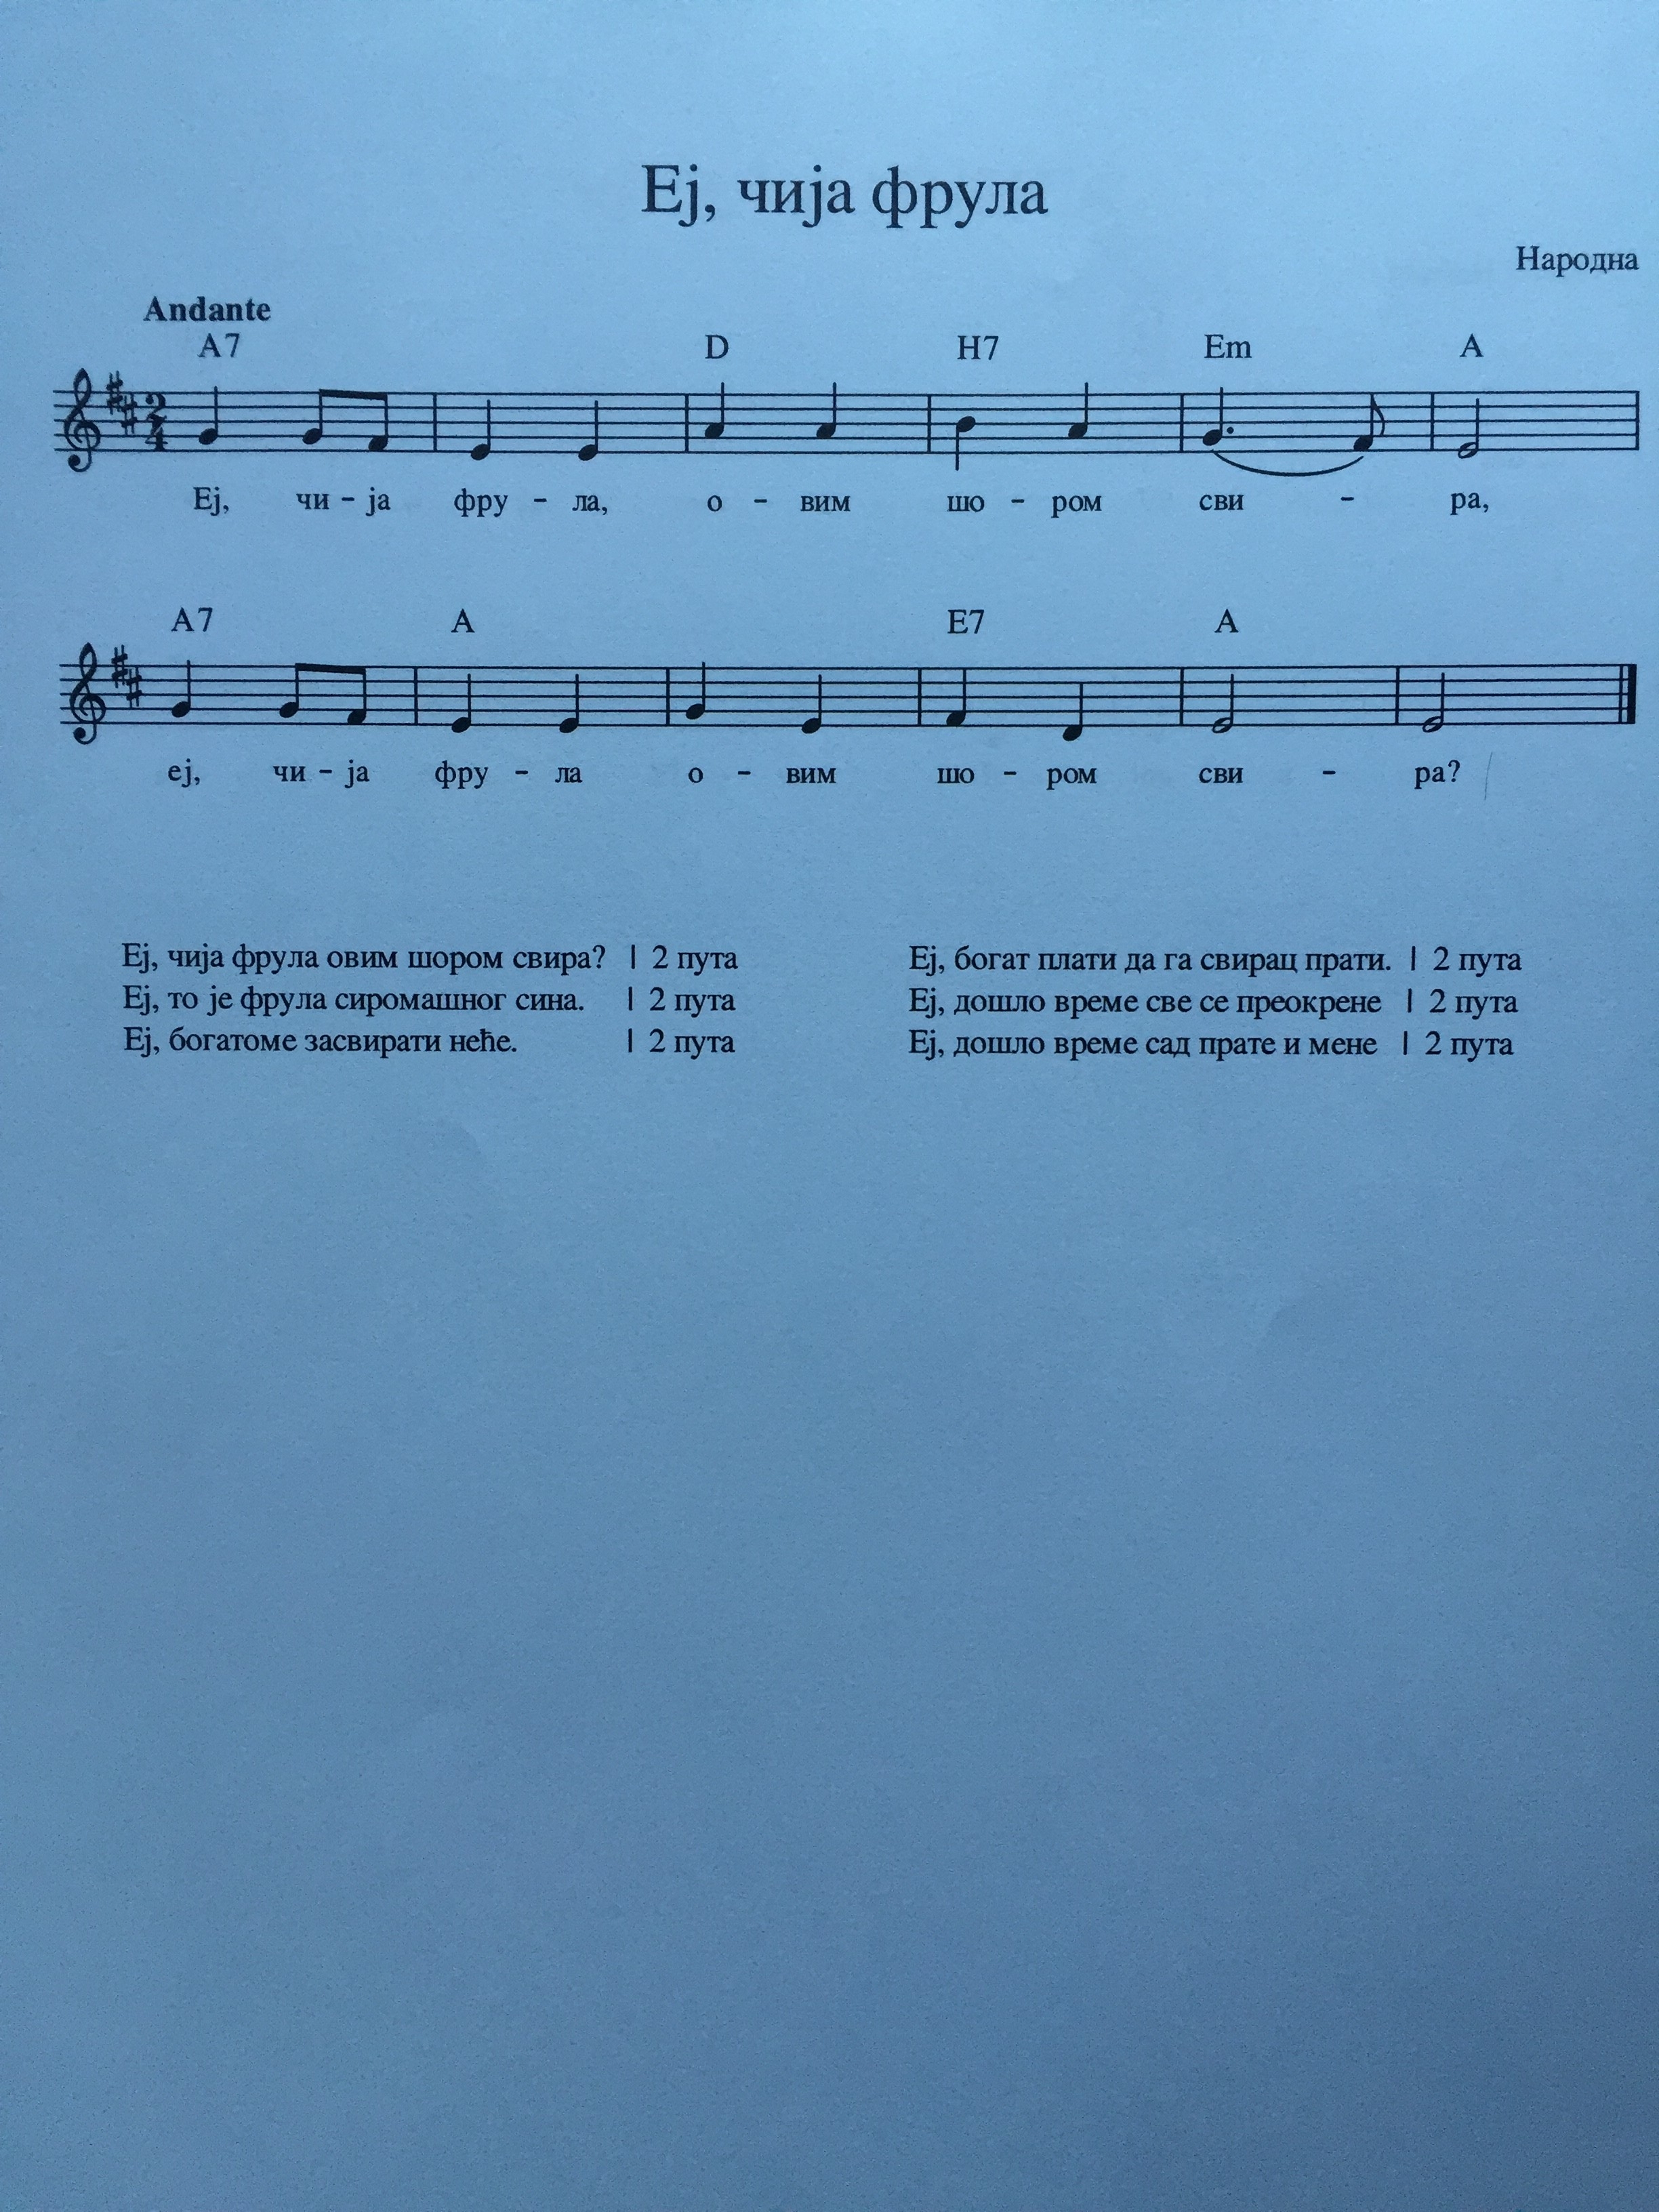 Еј, чија фрула
Народна
Andante
A7 D H7 Em A
2
4
Еј, чи - ја фру - ла, о - вим шо - ром сви - ра,
A7 A E7 A
еј, чи - ја фру - ла о - вим шо - ром сви - ра?
Еј, чија фрула овим шором свира? | 2 пута
Еј, то је фрула сиромашног сина. | 2 пута
Еј, богатоме засвирати неће. | 2 пута
Еј, богат плати да га свирац прати. | 2 пута
Еј, дошло време све се преокрене | 2 пута
Еј, дошло време сад прате и мене | 2 пута